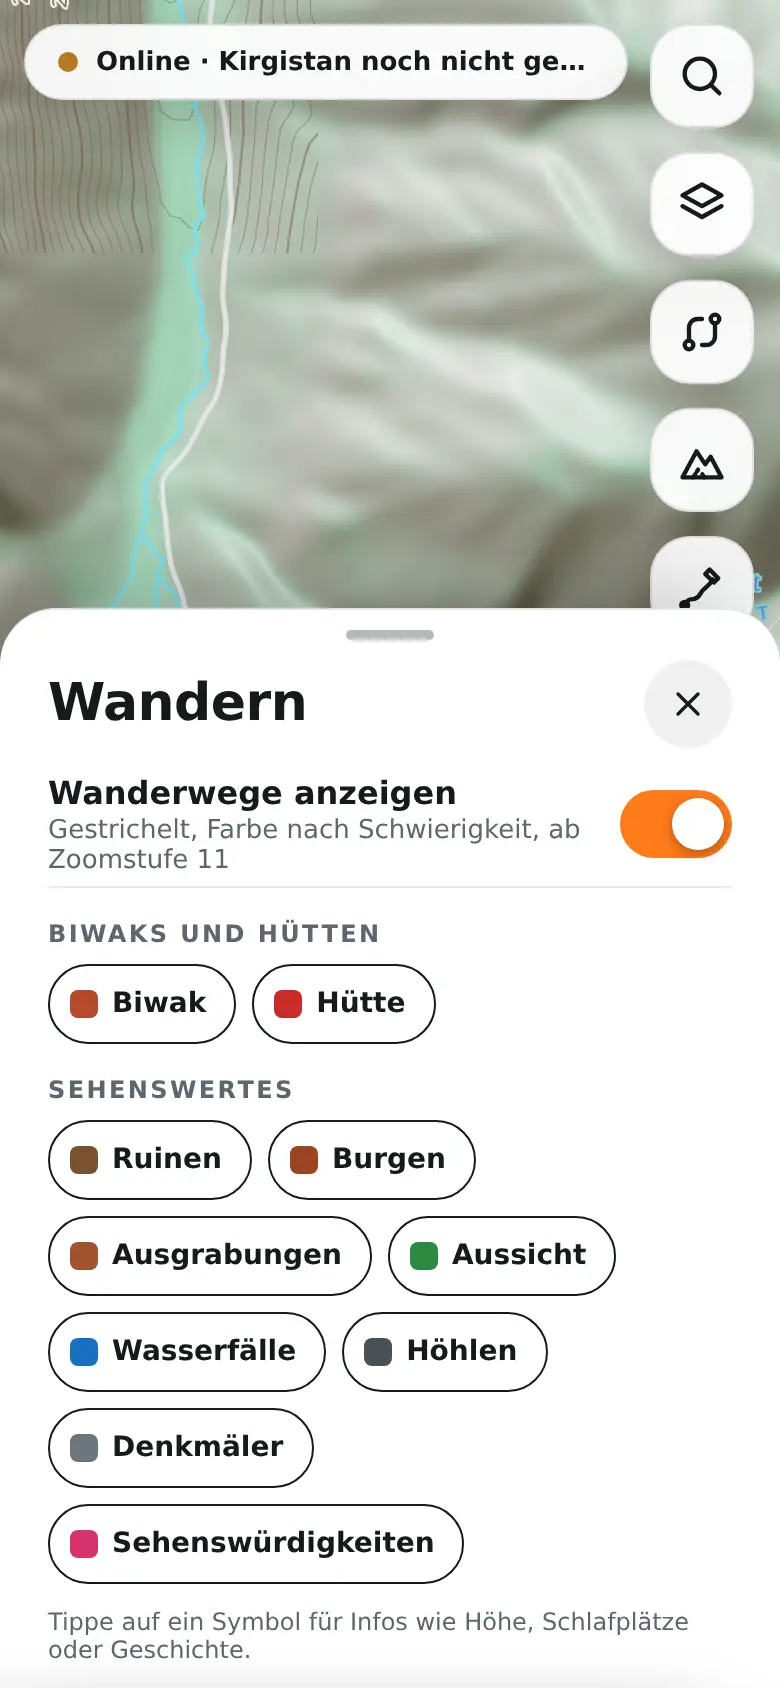 Online · Kirgistan noch nicht ge...
Wandern
Wanderwege anzeigen
Gestrichelt, Farbe nach Schwierigkeit, ab
Zoomstufe 11
BIWAKS UND HÜTTEN
Biwak Hütte
SEHENSWERTES
Ruinen Burgen
Ausgrabungen Aussicht
Wasserfälle Höhlen
Denkmäler
Sehenswürdigkeiten
Tippe auf ein Symbol für Infos wie Höhe, Schlafplätze
oder Geschichte.